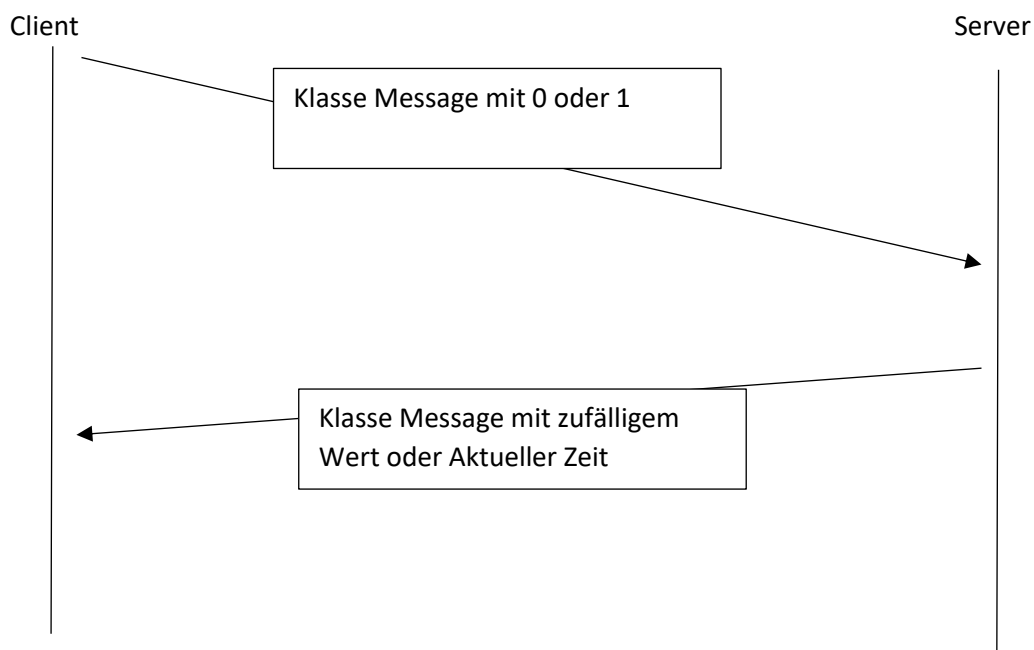 Client
Server
Klasse Message mit 0 oder 1
Klasse Message mit zufälligem
Wert oder Aktueller Zeit